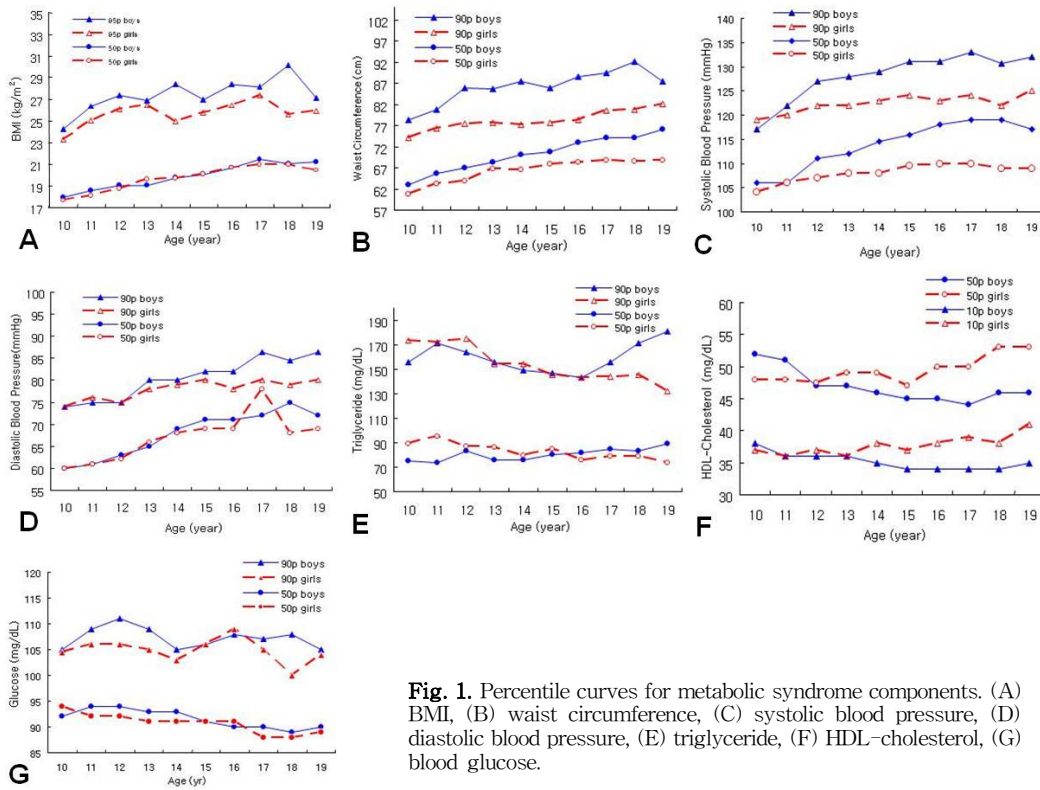 95p boys
95p girls
50p boys
50p girls
35
33
31
29
27
25
23
21
19
17
BMI (kg/m²)
10 11 12 13 14 15 16 17 18 19
Age (year)
A
90p boys
90p girls
50p boys
50p girls
102
97
92
87
82
77
72
67
62
57
Waist Circumference (cm)
10 11 12 13 14 15 16 17 18 19
Age (year)
B
90p boys
90p girls
50p boys
50p girls
140
135
130
125
120
115
110
105
100
Systolic Blood Pressure (mmHg)
10 11 12 13 14 15 16 17 18 19
Age (year)
C
90p boys
90p girls
50p boys
50p girls
100
95
90
85
80
75
70
65
60
55
Diastolic Blood Pressure(mmHg)
10 11 12 13 14 15 16 17 18 19
Age (year)
D
90p boys
90p girls
50p boys
50p girls
170
150
130
110
90
70
50
Triglyceride (mg/dL)
10 11 12 13 14 15 16 17 18 19
Age (year)
E
50p boys
50p girls
10p boys
10p girls
60
55
50
45
40
35
30
HDL-Cholesterol (mg/dL)
10 11 12 13 14 15 16 17 18 19
Age (year)
F
90p boys
90p girls
50p boys
50p girls
120
115
110
105
100
95
90
85
Glucose (mg/dL)
10 11 12 13 14 15 16 17 18 19
Age (yr)
G
Fig. 1. Percentile curves for metabolic syndrome components. (A)
BMI, (B) waist circumference, (C) systolic blood pressure, (D)
diastolic blood pressure, (E) triglyceride, (F) HDL-cholesterol, (G)
blood glucose.